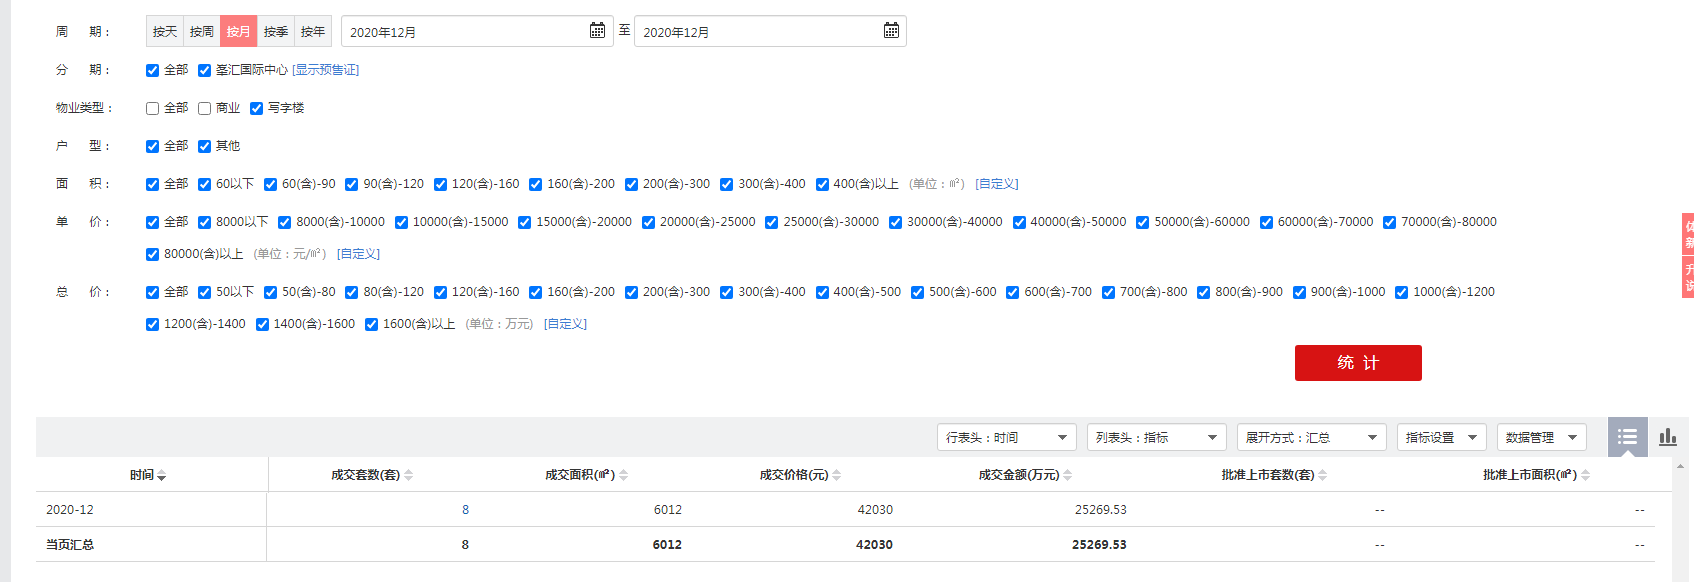 周 期： 按天 按周 按月 按季 按年 2020年12月 至 2020年12月
分 期： 全部 峯汇国际中心 [显示预售证]
物业类型： 全部 商业 写字楼
户 型： 全部 其他
面 积： 全部 60以下 60(含)-90 90(含)-120 120(含)-160 160(含)-200 200(含)-300 300(含)-400 400(含)以上 (单位：㎡) [自定义]
单 价： 全部 8000以下 8000(含)-10000 10000(含)-15000 15000(含)-20000 20000(含)-25000 25000(含)-30000 30000(含)-40000 40000(含)-50000 50000(含)-60000 60000(含)-70000 70000(含)-80000
80000(含)以上 (单位：元/㎡) [自定义]
总 价： 全部 50以下 50(含)-80 80(含)-120 120(含)-160 160(含)-200 200(含)-300 300(含)-400 400(含)-500 500(含)-600 600(含)-700 700(含)-800 800(含)-900 900(含)-1000 1000(含)-1200
1200(含)-1400 1400(含)-1600 1600(含)以上 (单位：万元) [自定义]
统 计
行表头：时间 列表头：指标 展开方式：汇总 指标设置 数据管理
时间 成交套数(套) 成交面积(㎡) 成交价格(元) 成交金额(万元) 批准上市套数(套) 批准上市面积(㎡)
2020-12 8 6012 42030 25269.53 -- --
当页汇总 8 6012 42030 25269.53 -- --